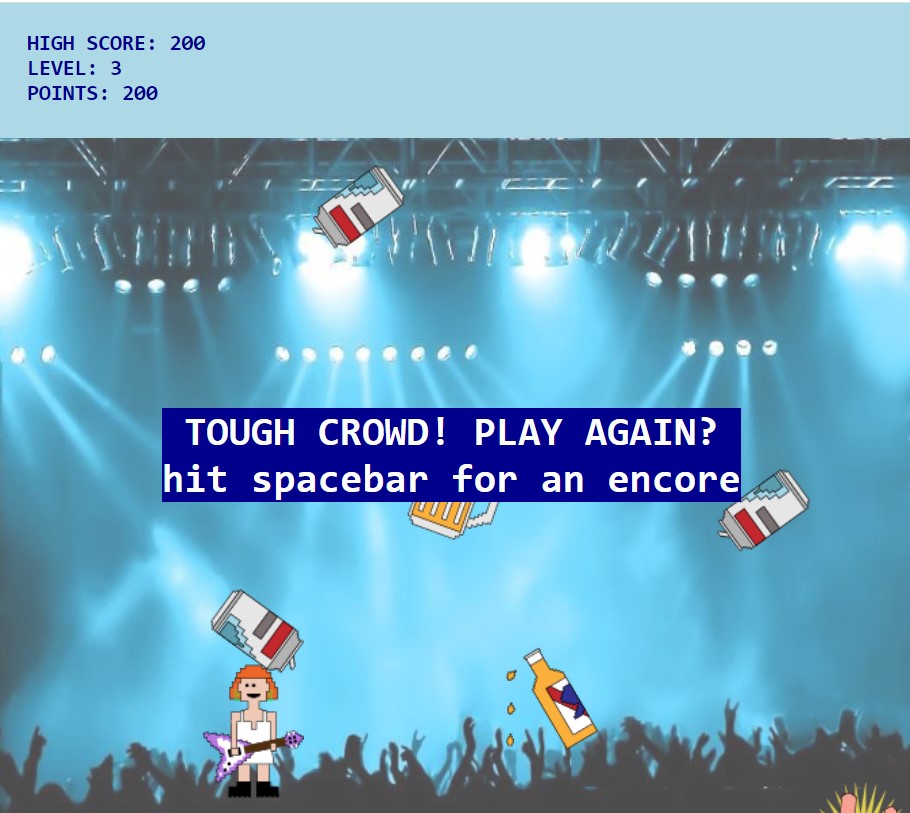 HIGH SCORE: 200
LEVEL: 3
POINTS: 200
TOUGH CROWD! PLAY AGAIN?
hit spacebar for an encore